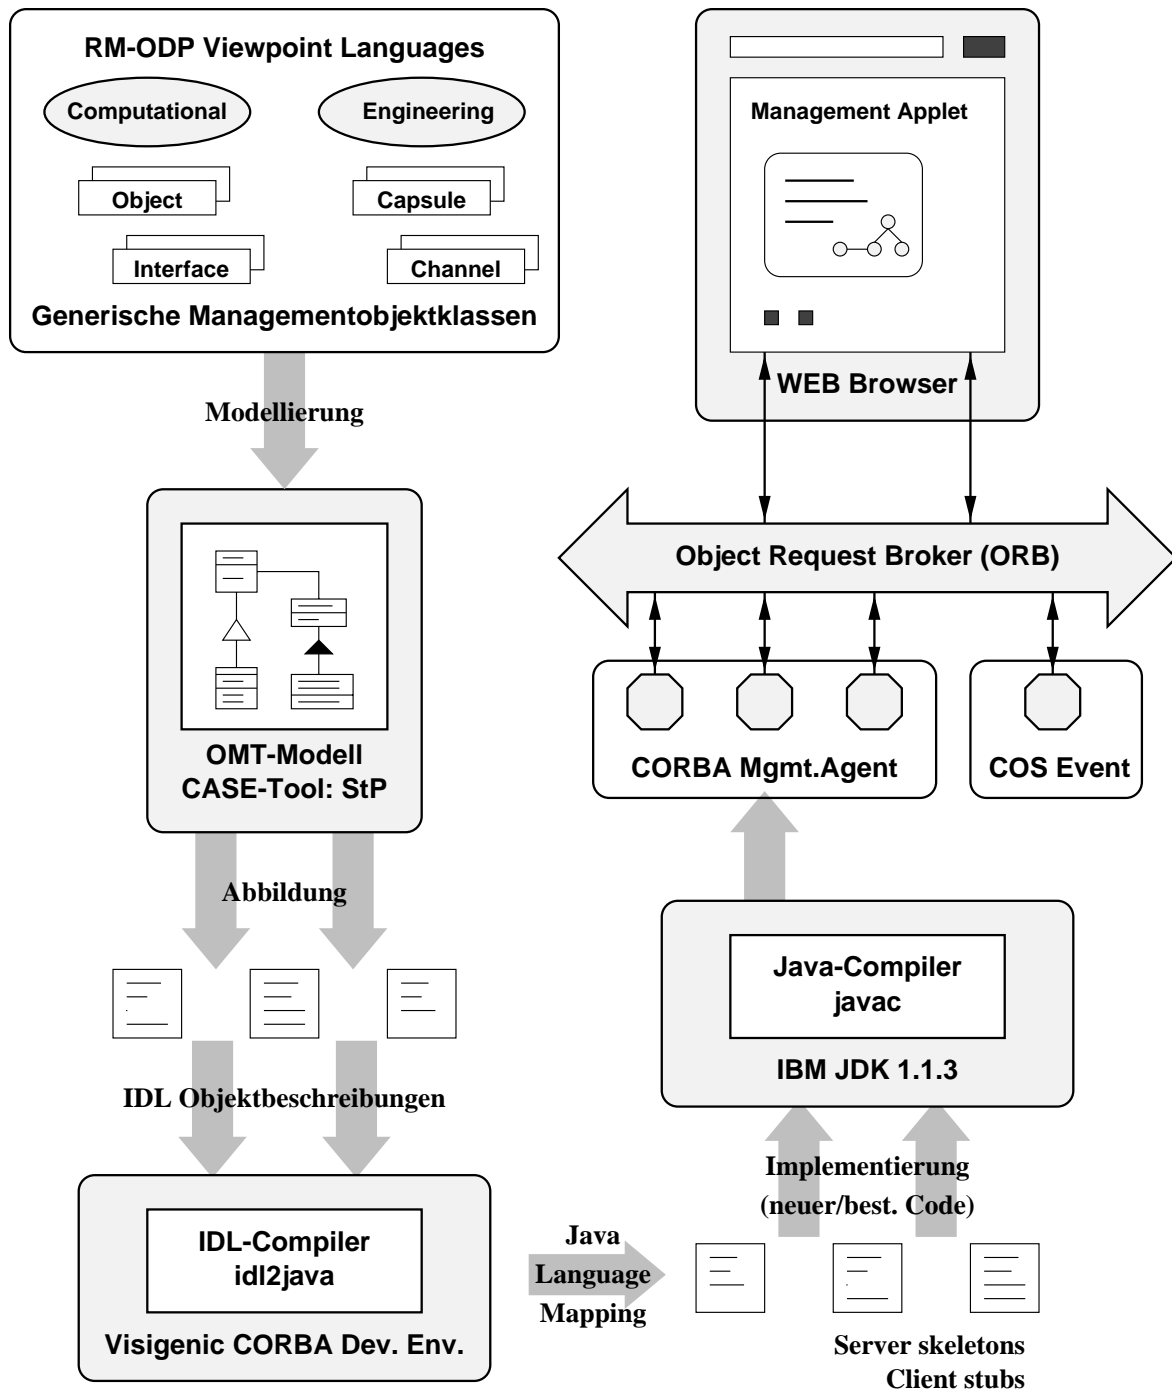 RM-ODP Viewpoint Languages
Computational
Engineering
Object
Capsule
Interface
Channel
Generische Managementobjektklassen
Modellierung
OMT-Modell
CASE-Tool: StP
Abbildung
IDL Objektbeschreibungen
IDL-Compiler
idl2java
Visigenic CORBA Dev. Env.
Java
Language
Mapping
Server skeletons
Client stubs
Implementierung
(neuer/best. Code)
Java-Compiler
javac
IBM JDK 1.1.3
CORBA Mgmt.Agent
COS Event
Object Request Broker (ORB)
Management Applet
WEB Browser